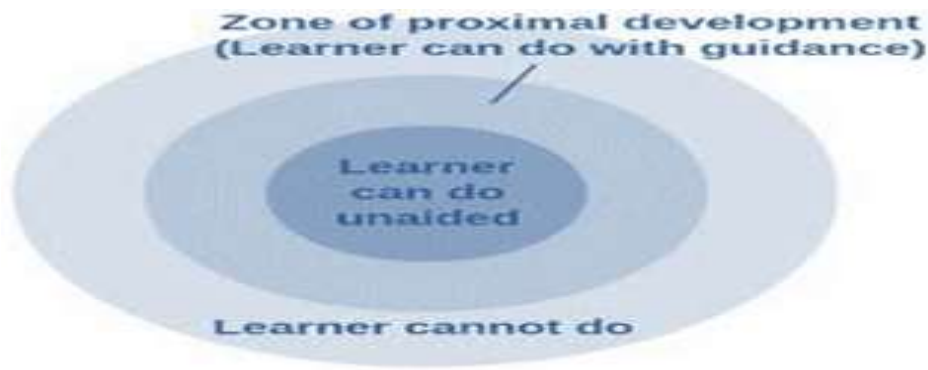 Zone of proximal development
(Learner can do with guidance)
Learner
can do
unaided
Learner cannot do